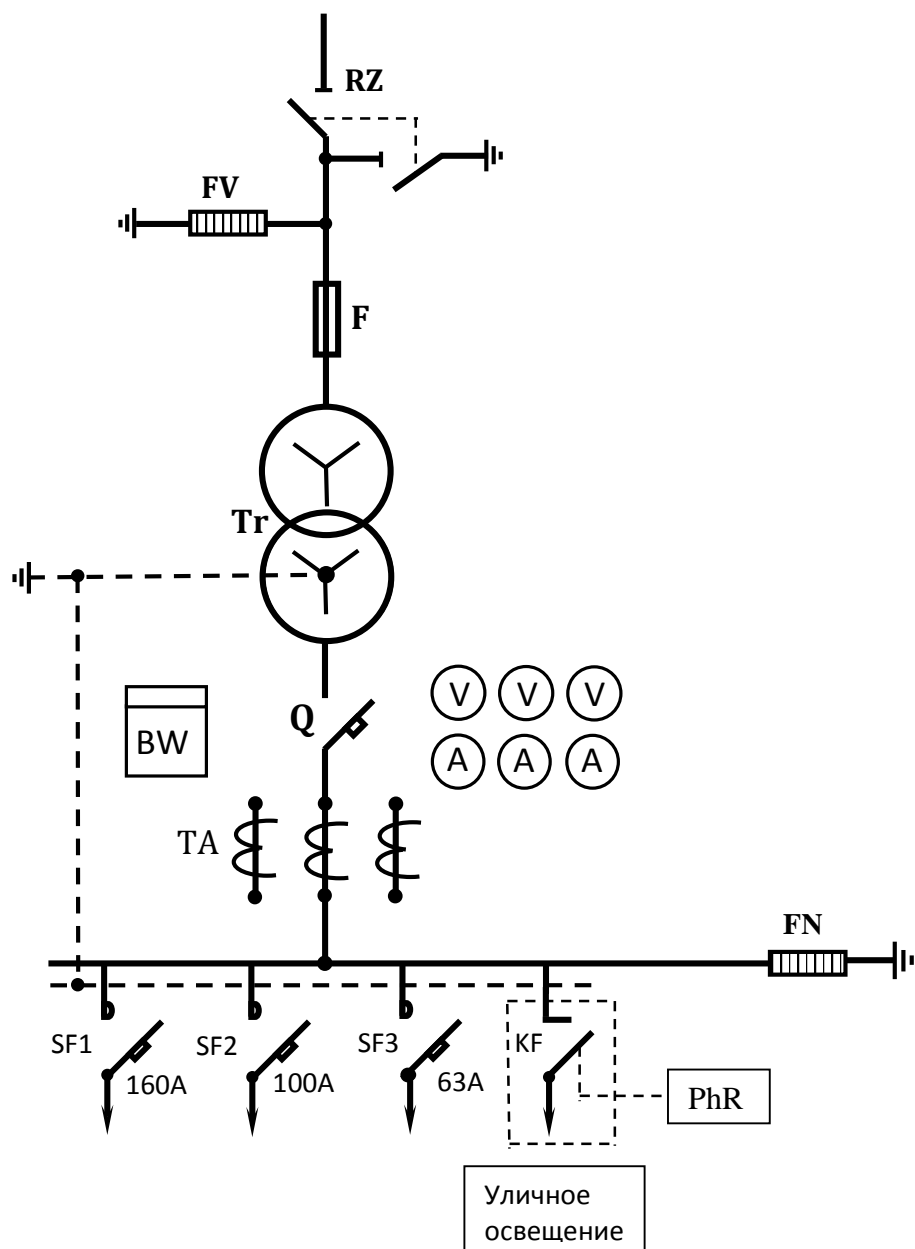 RZ
FV
F
Tr
Q
V V V
BW
A A A
TA
FN
SF1
SF2
SF3
KF
160A
100A
63A
PhR
Уличное
освещение